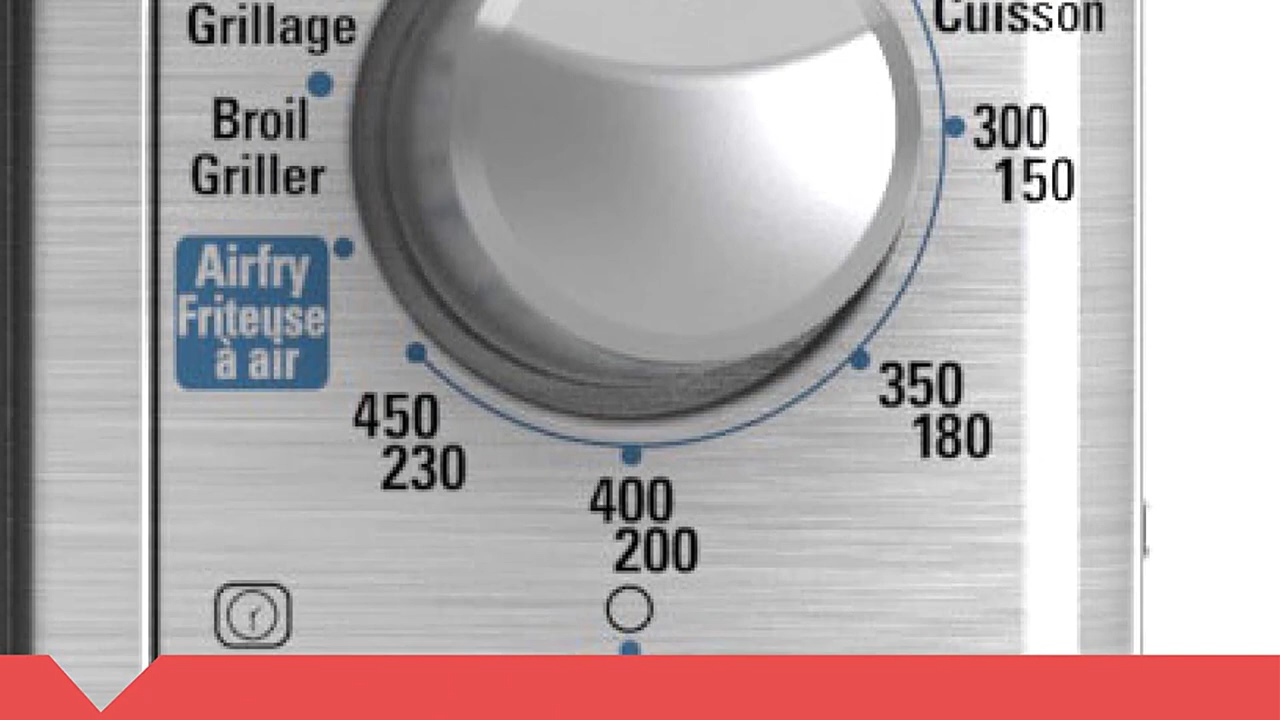 Grillage
Cuisson
Broil
Griller
300
150
Airfry
Friteuse
à air
450
230
350
180
400
200